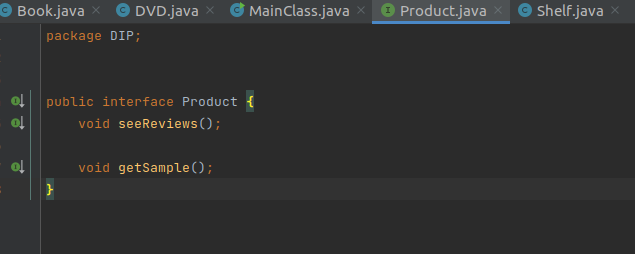 Book.java DVD.java MainClass.java Product.java Shelf.java
package DIP;
public interface Product {
void seeReviews();
void getSample();
}